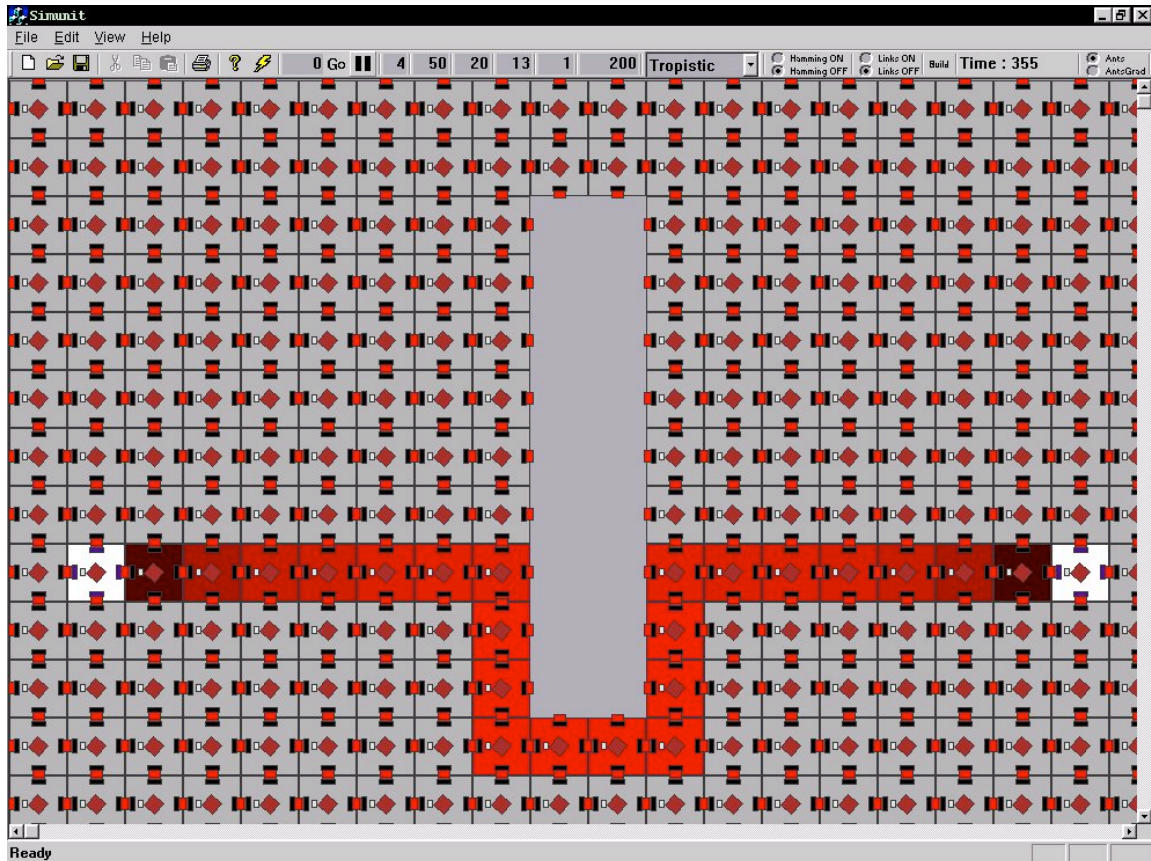 Simunit
File Edit View Help
0 Go 4 50 20 13 1 200 Tropistic Hamming ON Hamming OFF Links ON Links OFF Build Time : 355 Ants AntsGrad
Ready